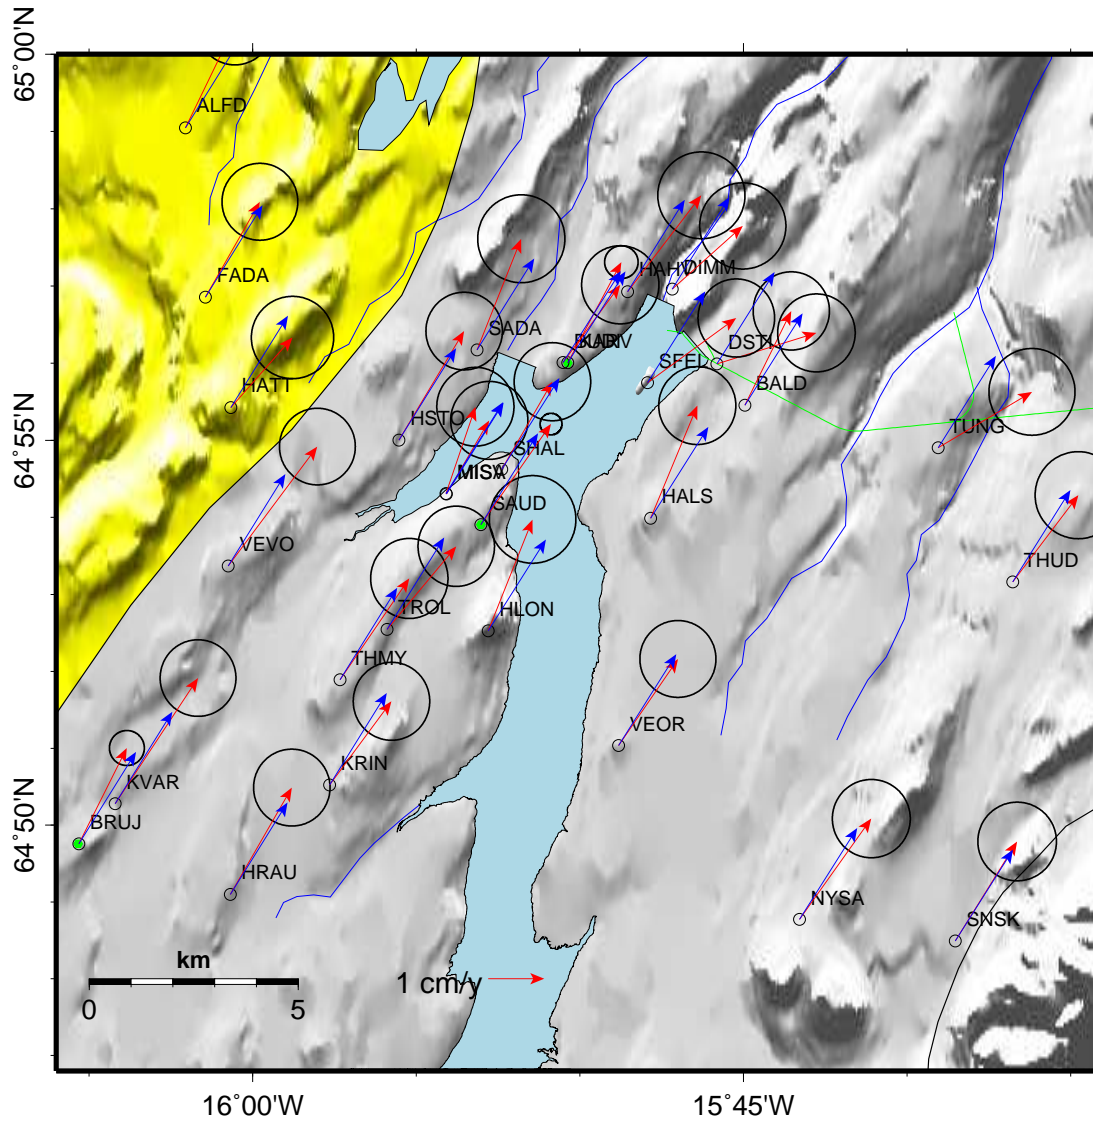 65˚00'N
ALFD
FADA
HAHV
DIMM
SADA
DSTI
SFEL
BALD
HATT
HSTO
TUNG
64˚55'N
SHAL
SAUD
HALS
VEVO
THUD
TROL
HLON
THMY
VEOR
KRIN
KVAR
64˚50'N
BRUJ
HRAU
NYSA
SNSK
km
1 cm/y
0
5
16˚00'W
15˚45'W